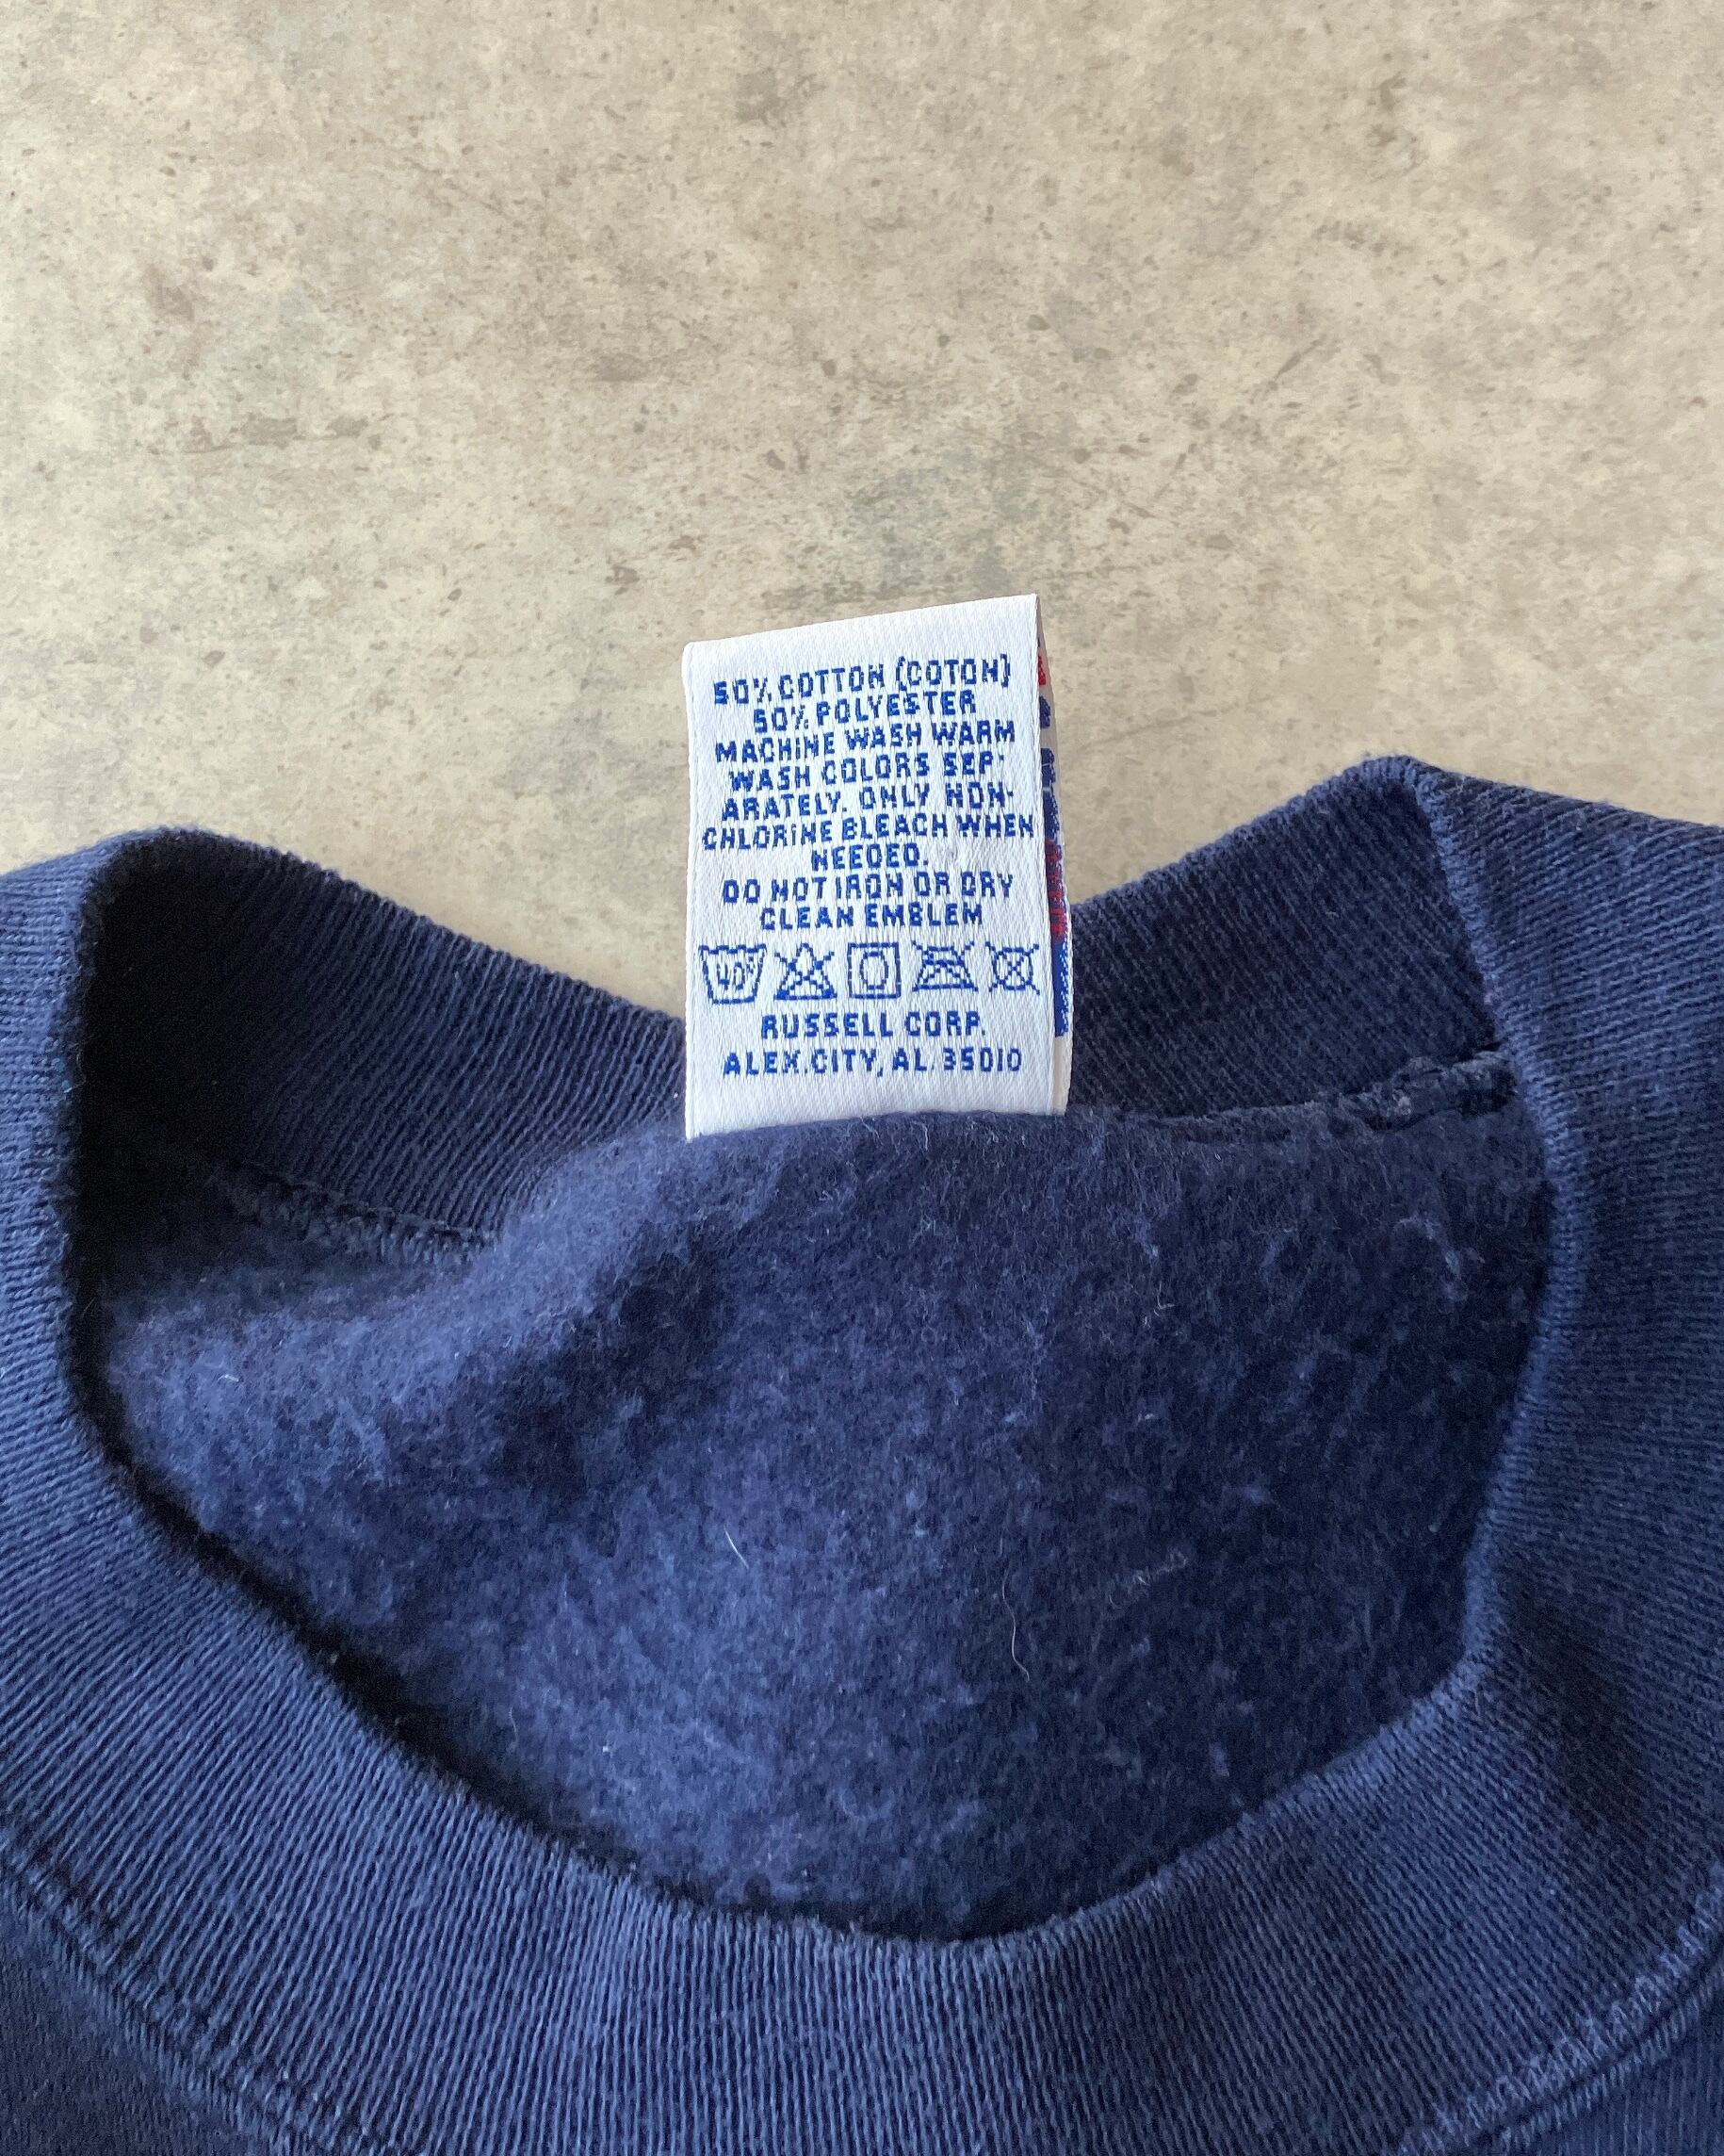 50% COTTON (COTON)
50% POLYESTER
MACHINE WASH WARM
WASH COLORS SEP-
ARATELY. ONLY NON-
CHLORINE BLEACH WHEN
NEEDED.
DO NOT IRON OR DRY
CLEAN EMBLEM
40°
RUSSELL CORP.
ALEX.CITY, AL. 35010